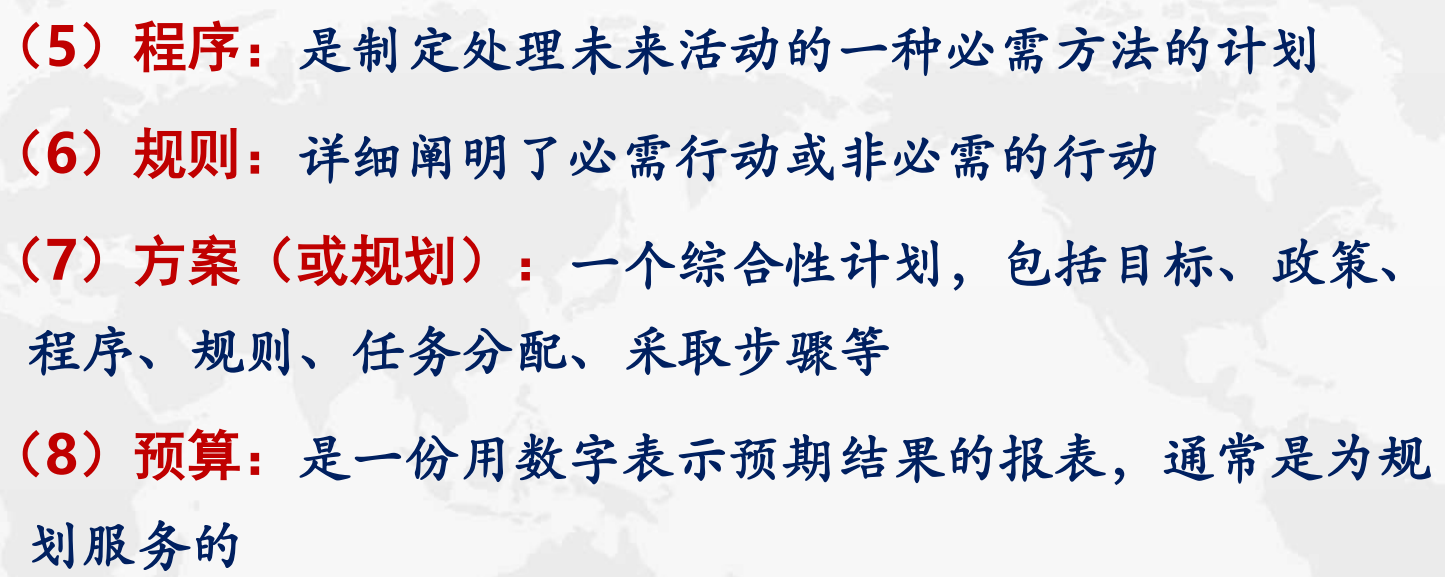 （5）程序：是制定处理未来活动的一种必需方法的计划
（6）规则：详细阐明了必需行动或非必需的行动
（7）方案（或规划）：一个综合性计划，包括目标、政策、
程序、规则、任务分配、采取步骤等
（8）预算：是一份用数字表示预期结果的报表，通常是为规
划服务的